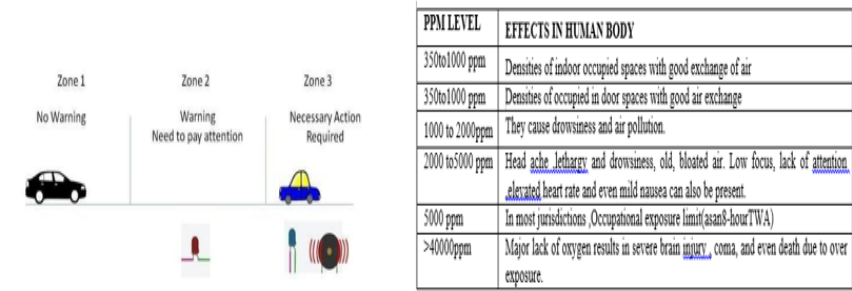 Zone 1
Zone 2
Zone 3
No Warning
Warning
Need to pay attention
Necessary Action
Required
PPM LEVEL
EFFECTS IN HUMAN BODY
350to1000 ppm
Densities of indoor occupied spaces with good exchange of air
350to1000 ppm
Densities of occupied in door spaces with good air exchange
1000 to 2000ppm
They cause drowsiness and air pollution.
2000 to5000 ppm
Head ache ,lethargy and drowsiness, old, bloated air. Low focus, lack of attention
,elevated heart rate and even mild nausea can also be present.
5000 ppm
In most jurisdictions ,Occupational exposure limit(asan8-hourTWA)
>40000ppm
Major lack of oxygen results in severe brain injury , coma, and even death due to over
exposure.